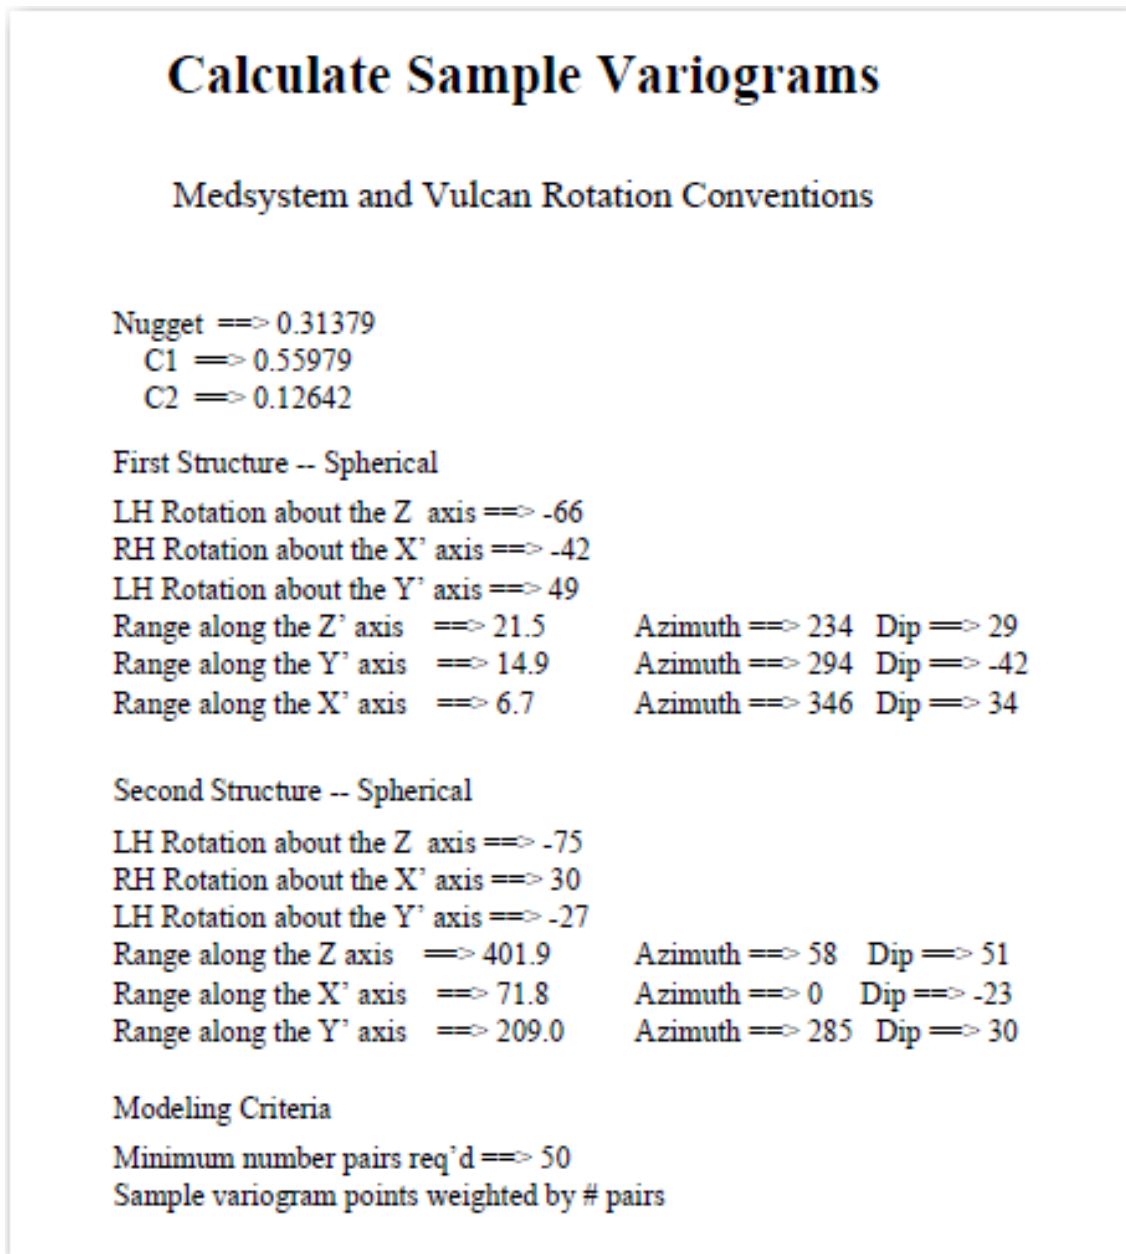 Calculate Sample Variograms
Medsystem and Vulcan Rotation Conventions
Nugget ==> 0.31379
C1 ==> 0.55979
C2 ==> 0.12642
First Structure -- Spherical
LH Rotation about the Z axis ==> -66
RH Rotation about the X’ axis ==> -42
LH Rotation about the Y’ axis ==> 49
Range along the Z’ axis ==> 21.5 Azimuth ==> 234 Dip ==> 29
Range along the Y’ axis ==> 14.9 Azimuth ==> 294 Dip ==> -42
Range along the X’ axis ==> 6.7 Azimuth ==> 346 Dip ==> 34
Second Structure -- Spherical
LH Rotation about the Z axis ==> -75
RH Rotation about the X’ axis ==> 30
LH Rotation about the Y’ axis ==> -27
Range along the Z axis ==> 401.9 Azimuth ==> 58 Dip ==> 51
Range along the X’ axis ==> 71.8 Azimuth ==> 0 Dip ==> -23
Range along the Y’ axis ==> 209.0 Azimuth ==> 285 Dip ==> 30
Modeling Criteria
Minimum number pairs req’d ==> 50
Sample variogram points weighted by # pairs